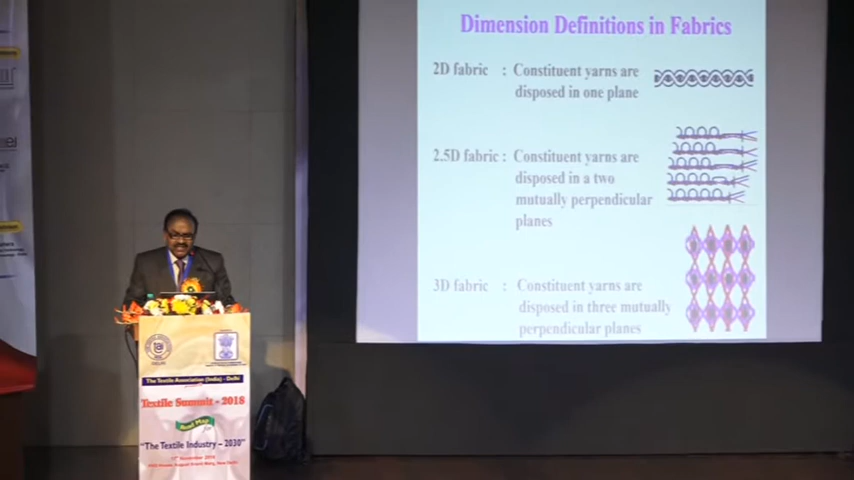 Dimension Definitions in Fabrics
2D fabric : Constituent yarns are
disposed in one plane
2.5D fabric : Constituent yarns are
disposed in a two
mutually perpendicular
planes
3D fabric : Constituent yarns are
disposed in three mutually
perpendicular planes
The Textile Association (India) - Delhi
Textile Summit - 2018
Road Map
"The Textile Industry - 2030"